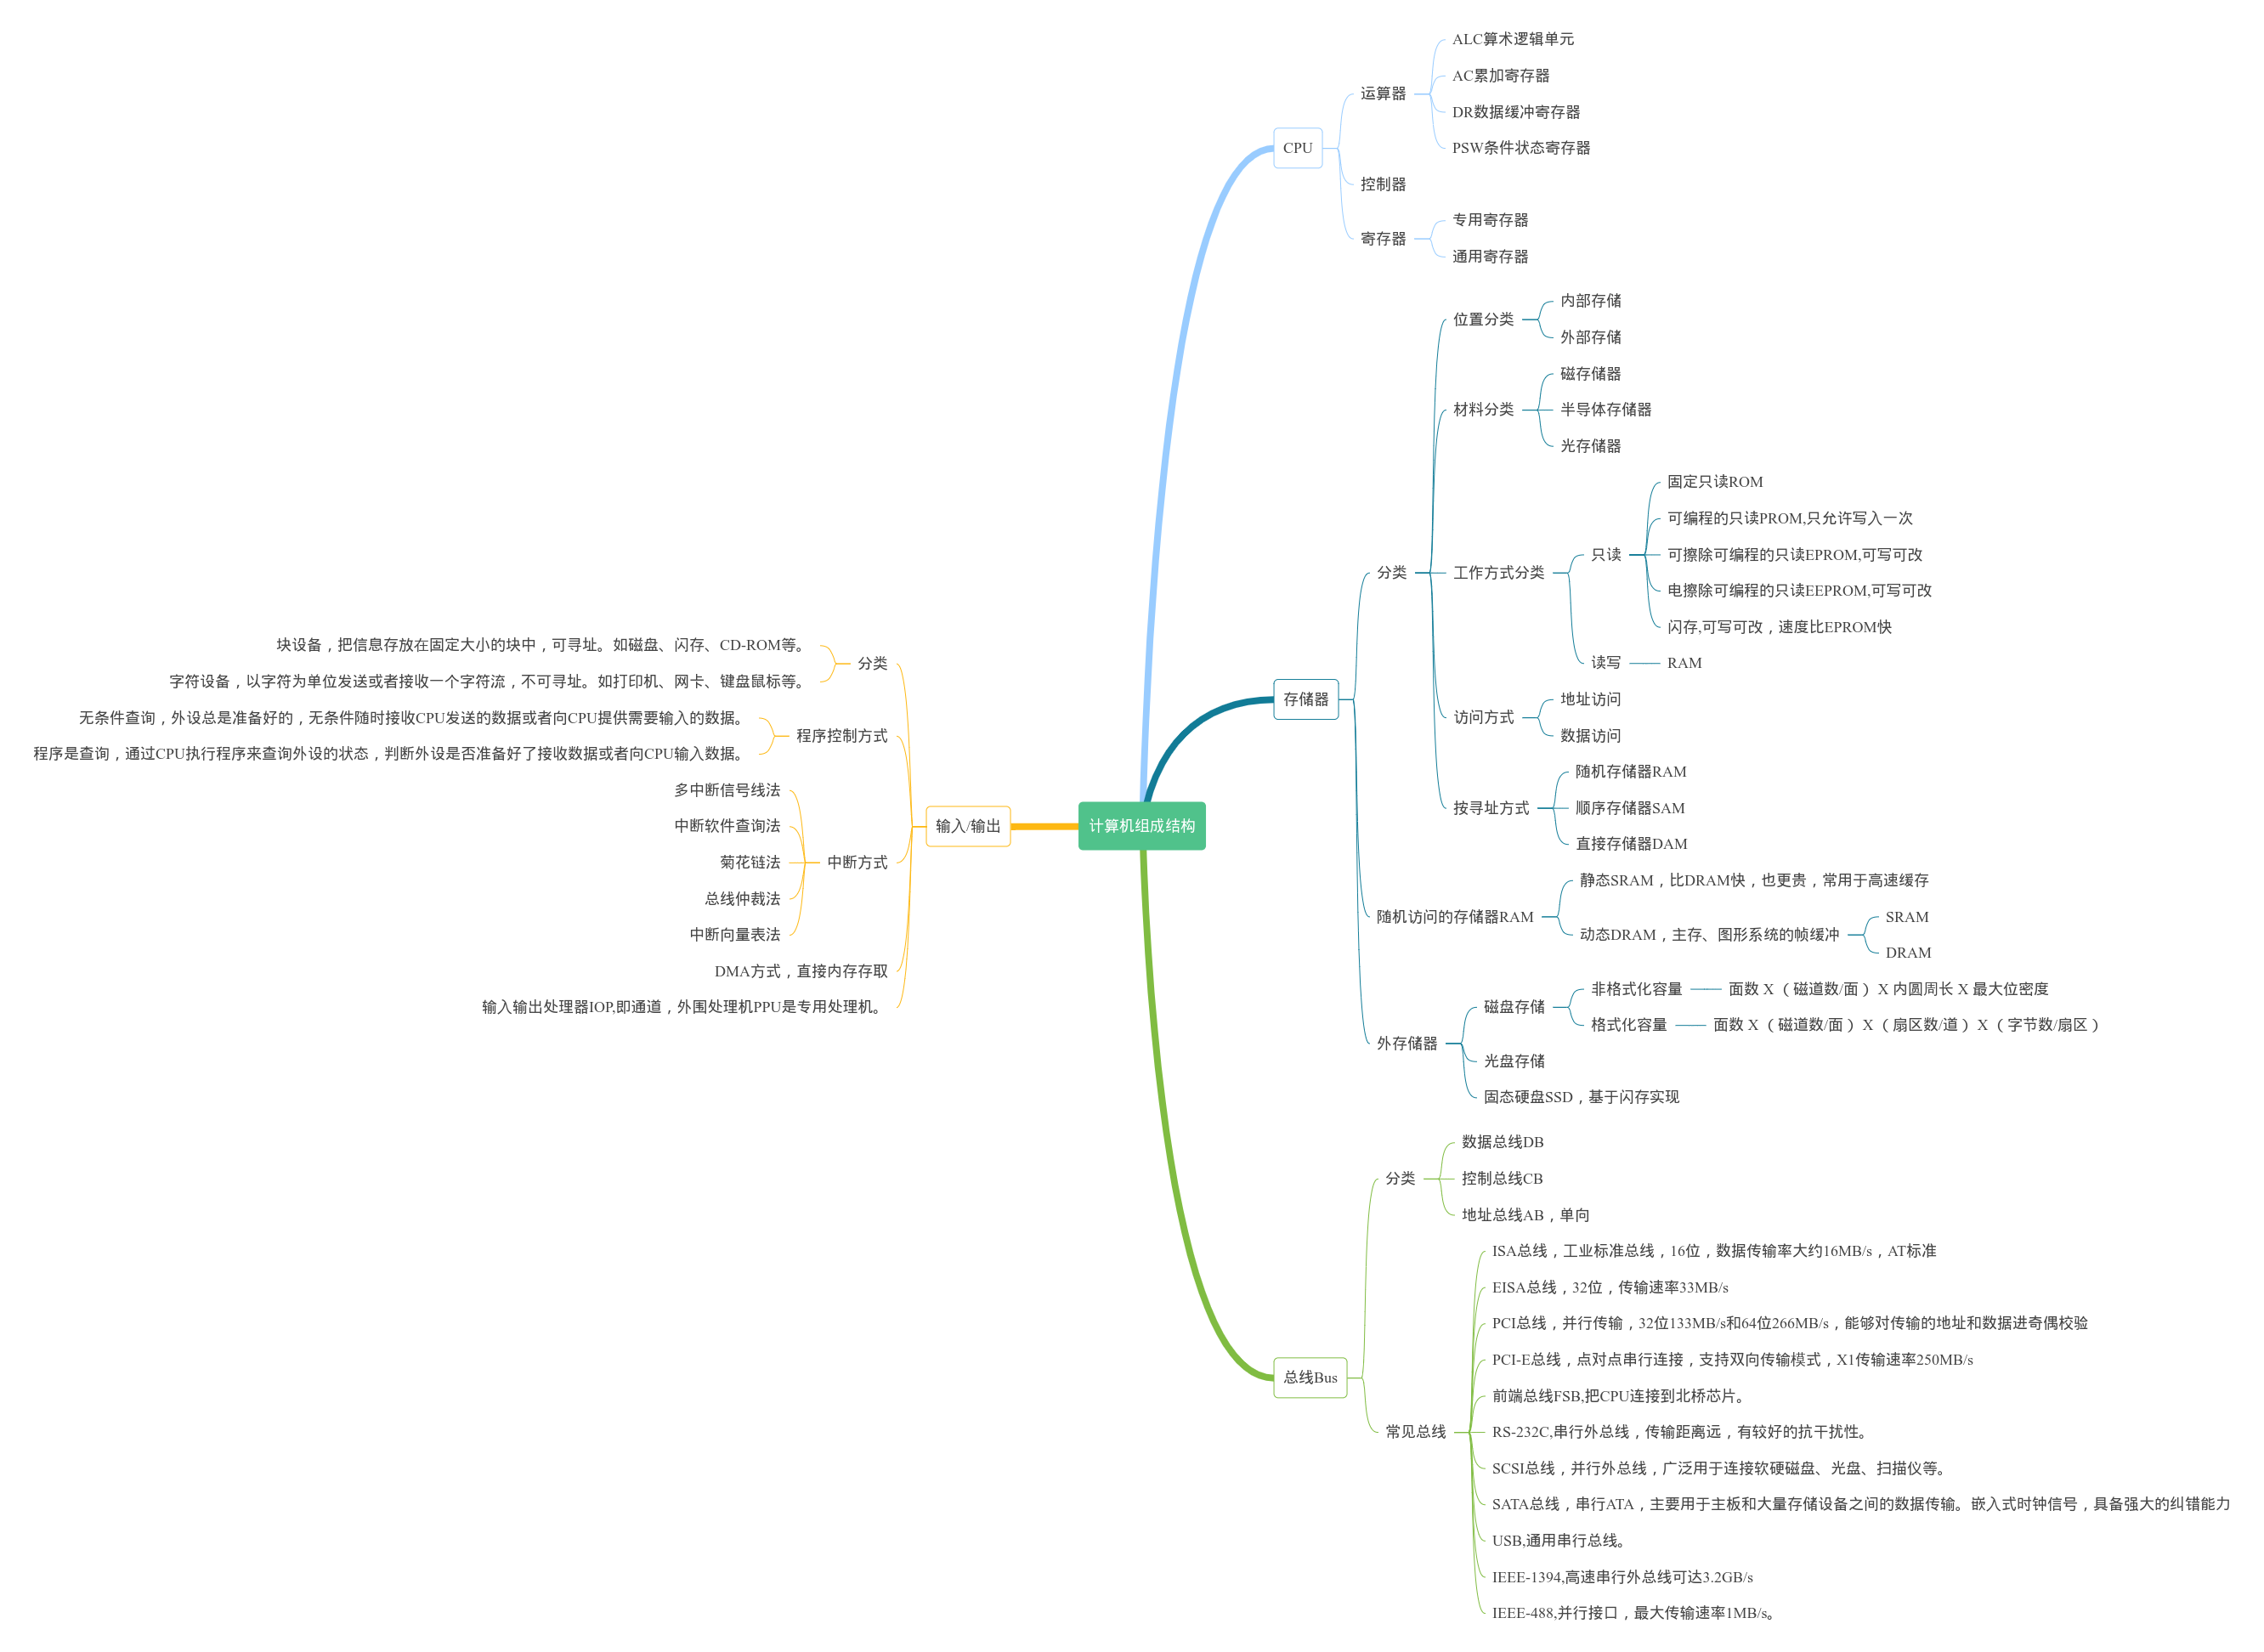 计算机组成结构
CPU
运算器
ALC算术逻辑单元
AC累加寄存器
DR数据缓冲寄存器
PSW条件状态寄存器
控制器
寄存器
专用寄存器
通用寄存器
存储器
分类
位置分类
内部存储
外部存储
材料分类
磁存储器
半导体存储器
光存储器
工作方式分类
只读
固定只读ROM
可编程的只读PROM,只允许写入一次
可擦除可编程的只读EPROM,可写可改
电擦除可编程的只读EEPROM,可写可改
闪存,可写可改，速度比EPROM快
读写
RAM
访问方式
地址访问
数据访问
按寻址方式
随机存储器RAM
顺序存储器SAM
直接存储器DAM
随机访问的存储器RAM
静态SRAM，比DRAM快，也更贵，常用于高速缓存
动态DRAM，主存、图形系统的帧缓冲
SRAM
DRAM
外存储器
磁盘存储
非格式化容量
面数 X （ 磁道数/面 ） X 内圆周长 X 最大位密度
格式化容量
面数 X （ 磁道数/面 ） X （ 扇区数/道 ） X （ 字节数/扇区 ）
光盘存储
固态硬盘SSD，基于闪存实现
总线Bus
分类
数据总线DB
控制总线CB
地址总线AB，单向
常见总线
ISA总线，工业标准总线，16位，数据传输率大约16MB/s，AT标准
EISA总线，32位，传输速率33MB/s
PCI总线，并行传输，32位133MB/s和64位266MB/s，能够对传输的地址和数据进奇偶校验
PCI-E总线，点对点串行连接，支持双向传输模式，X1传输速率250MB/s
前端总线FSB,把CPU连接到北桥芯片。
RS-232C,串行外总线，传输距离远，有较好的抗干扰性。
SCSI总线，并行外总线，广泛用于连接软硬磁盘、光盘、扫描仪等。
SATA总线，串行ATA，主要用于主板和大量存储设备之间的数据传输。嵌入式时钟信号，具备强大的纠错能力
USB,通用串行总线。
IEEE-1394,高速串行外总线可达3.2GB/s
IEEE-488,并行接口，最大传输速率1MB/s。
输入/输出
分类
块设备，把信息存放在固定大小的块中，可寻址。如磁盘、闪存、CD-ROM等。
字符设备，以字符为单位发送或者接收一个字符流，不可寻址。如打印机、网卡、键盘鼠标等。
程序控制方式
无条件查询，外设总是准备好的，无条件随时接收CPU发送的数据或者向CPU提供需要输入的数据。
程序是查询，通过CPU执行程序来查询外设的状态，判断外设是否准备好了接收数据或者向CPU输入数据。
中断方式
多中断信号线法
中断软件查询法
菊花链法
总线仲裁法
中断向量表法
DMA方式，直接内存存取
输入输出处理器IOP,即通道，外围处理机PPU是专用处理机。